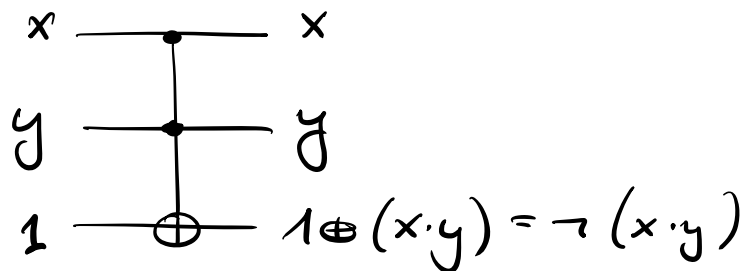 x x
y y
1 1⊕(x·y) = ¬(x·y)